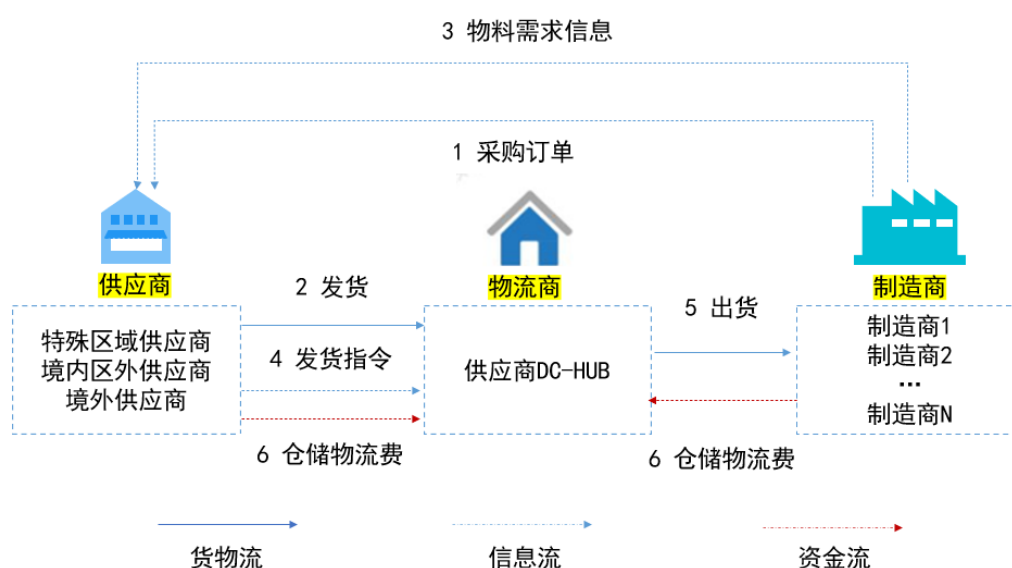 3 物料需求信息
1 采购订单
供应商
物流商
制造商
2 发货
4 发货指令
6 仓储物流费
特殊区域供应商
境内区外供应商
境外供应商
供应商DC-HUB
5 出货
6 仓储物流费
制造商1
制造商2
…
制造商N
货物流
信息流
资金流